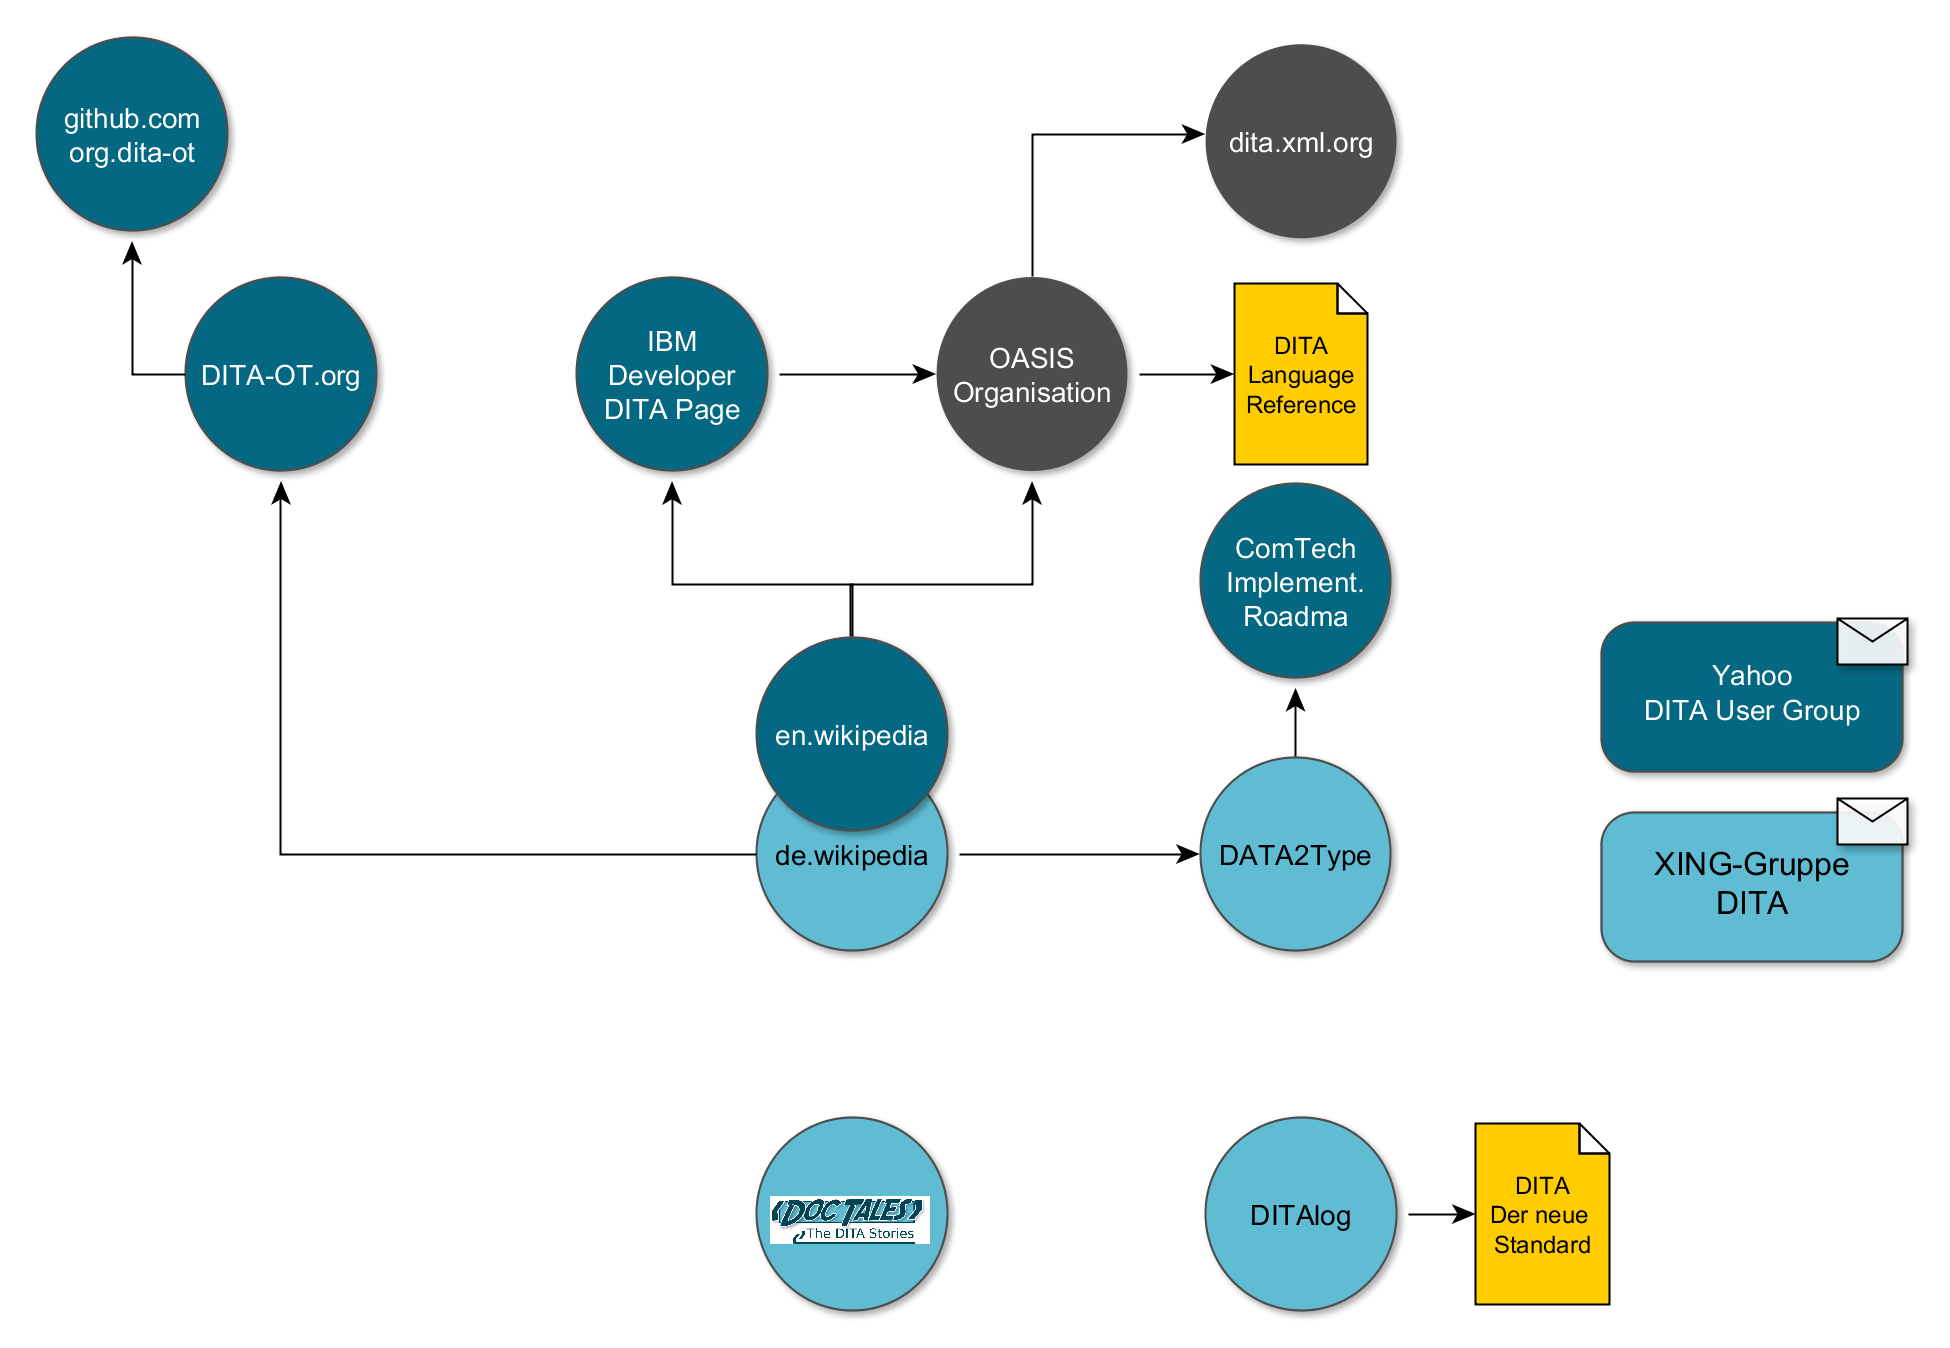 github.com
org.dita-ot
dita.xml.org
DITA-OT.org
IBM
Developer
DITA Page
OASIS
Organisation
DITA
Language
Reference
ComTech
Implement.
Roadma
Yahoo
DITA User Group
en.wikipedia
de.wikipedia
DATA2Type
XING-Gruppe
DITA
DOCTALES
The DITA Stories
DITAlog
DITA
Der neue
Standard